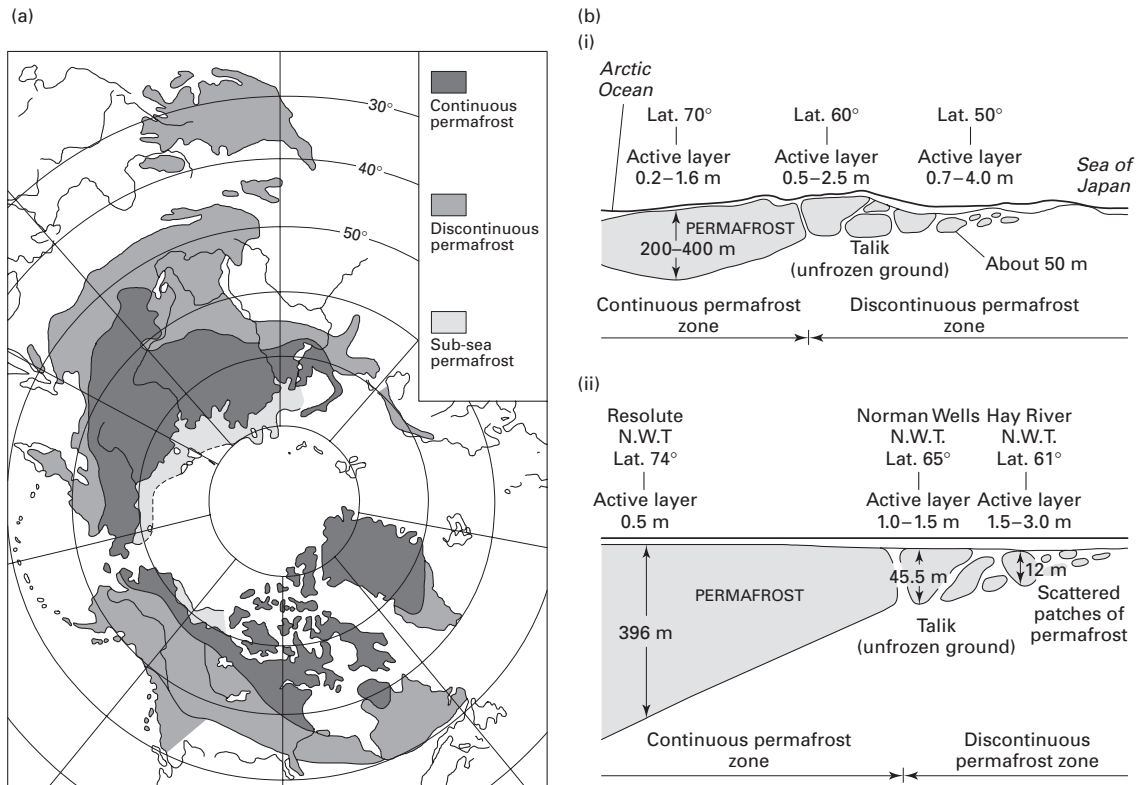 (a)
30°
40°
50°
Continuous
permafrost
Discontinuous
permafrost
Sub-sea
permafrost
(b)
(i)
Arctic
Ocean
Lat. 70°
Active layer
0.2–1.6 m
Lat. 60°
Active layer
0.5–2.5 m
Lat. 50°
Active layer
0.7–4.0 m
Sea of
Japan
PERMAFROST
200–400 m
Talik
(unfrozen ground)
About 50 m
Continuous permafrost
zone
Discontinuous permafrost
zone
(ii)
Resolute
N.W.T
Lat. 74°
Active layer
0.5 m
Norman Wells
N.W.T.
Lat. 65°
Active layer
1.0–1.5 m
Hay River
N.W.T.
Lat. 61°
Active layer
1.5–3.0 m
PERMAFROST
396 m
45.5 m
12 m
Talik
(unfrozen ground)
Scattered
patches of
permafrost
Continuous permafrost
zone
Discontinuous
permafrost zone